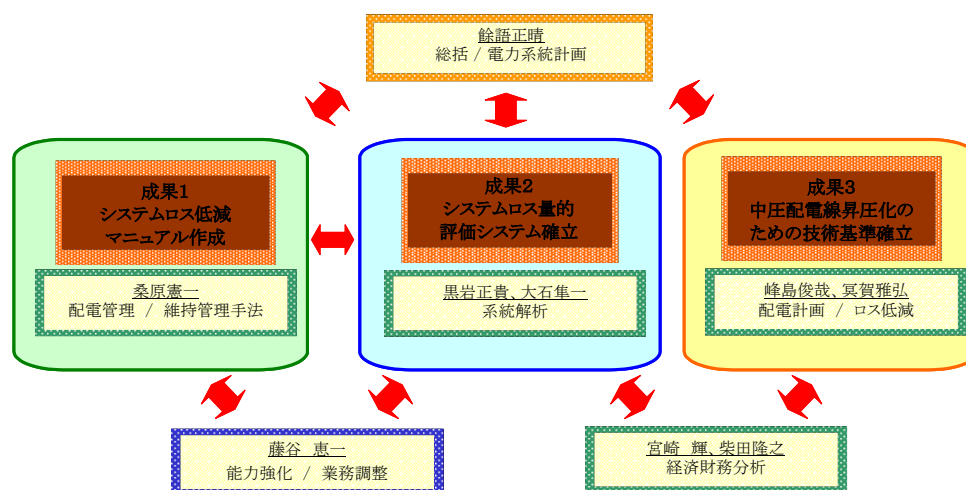 餘語正晴
総括 / 電力系統計画
成果1
システムロス低減
マニュアル作成
桑原憲一
配電管理 / 維持管理手法
成果2
システムロス量的
評価システム確立
黒岩正貴、大石隼一
系統解析
成果3
中圧配電線昇圧化の
ための技術基準確立
峰島俊哉、冥賀雅弘
配電計画 / ロス低減
藤谷 恵一
能力強化 / 業務調整
宮崎 輝、柴田隆之
経済財務分析